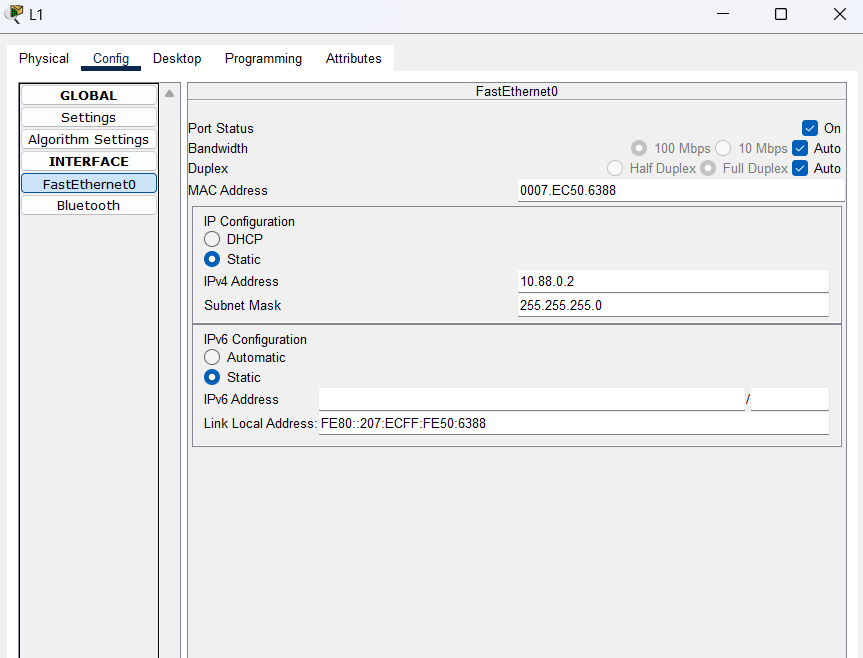 L1
Physical Config Desktop Programming Attributes
GLOBAL
Settings
Algorithm Settings
INTERFACE
FastEthernet0
Bluetooth
FastEthernet0
Port Status On
Bandwidth 100 Mbps 10 Mbps Auto
Duplex Half Duplex Full Duplex Auto
MAC Address 0007.EC50.6388
IP Configuration
DHCP
Static
IPv4 Address 10.88.0.2
Subnet Mask 255.255.255.0
IPv6 Configuration
Automatic
Static
IPv6 Address /
Link Local Address: FE80::207:ECFF:FE50:6388